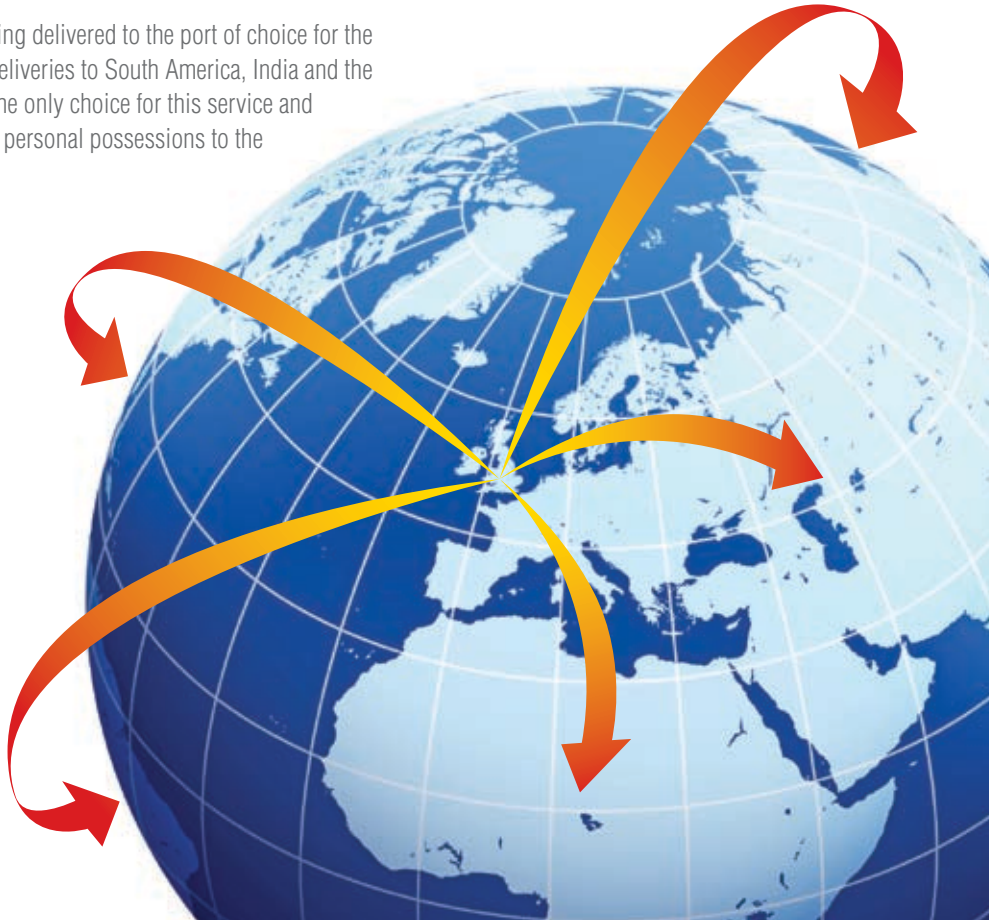 ing delivered to the port of choice for the
eliveries to South America, India and the
ne only choice for this service and
personal possessions to the